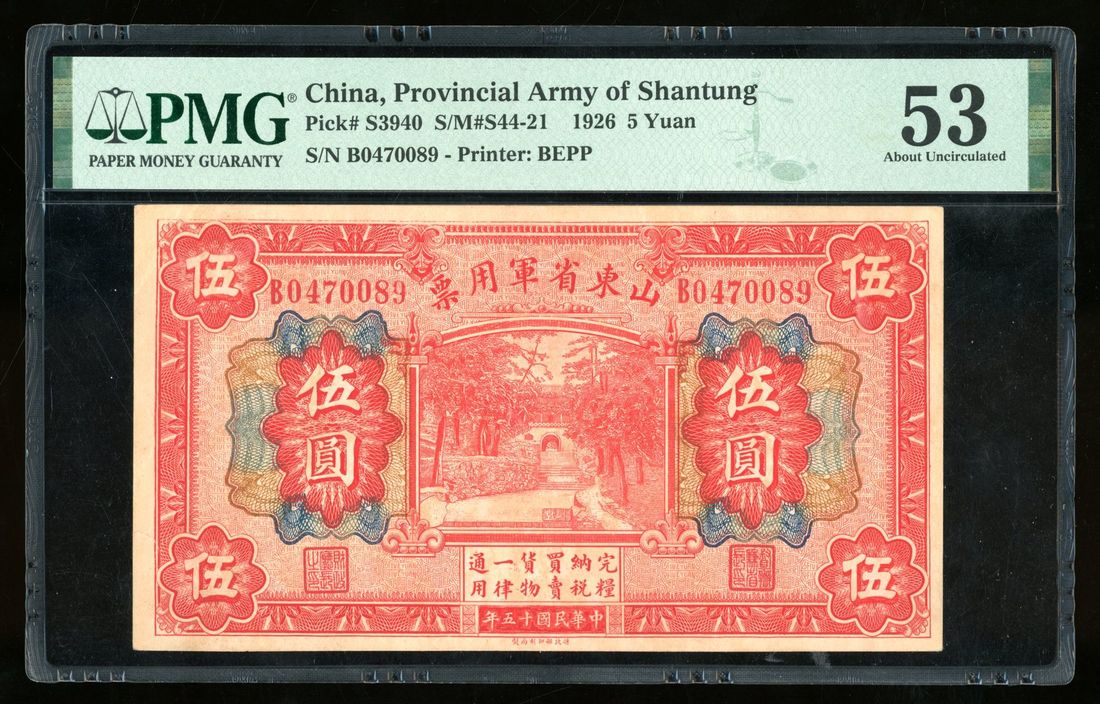 PMG®
PAPER MONEY GUARANTY
China, Provincial Army of Shantung
Pick# S3940 S/M#S44-21 1926 5 Yuan
S/N B0470089 - Printer: BEPP
53
About Uncirculated
伍
伍
山東省軍用票
B0470089
B0470089
伍圓
伍圓
完糧納税買賣貨物一律通用
伍
伍
中華民國十五年